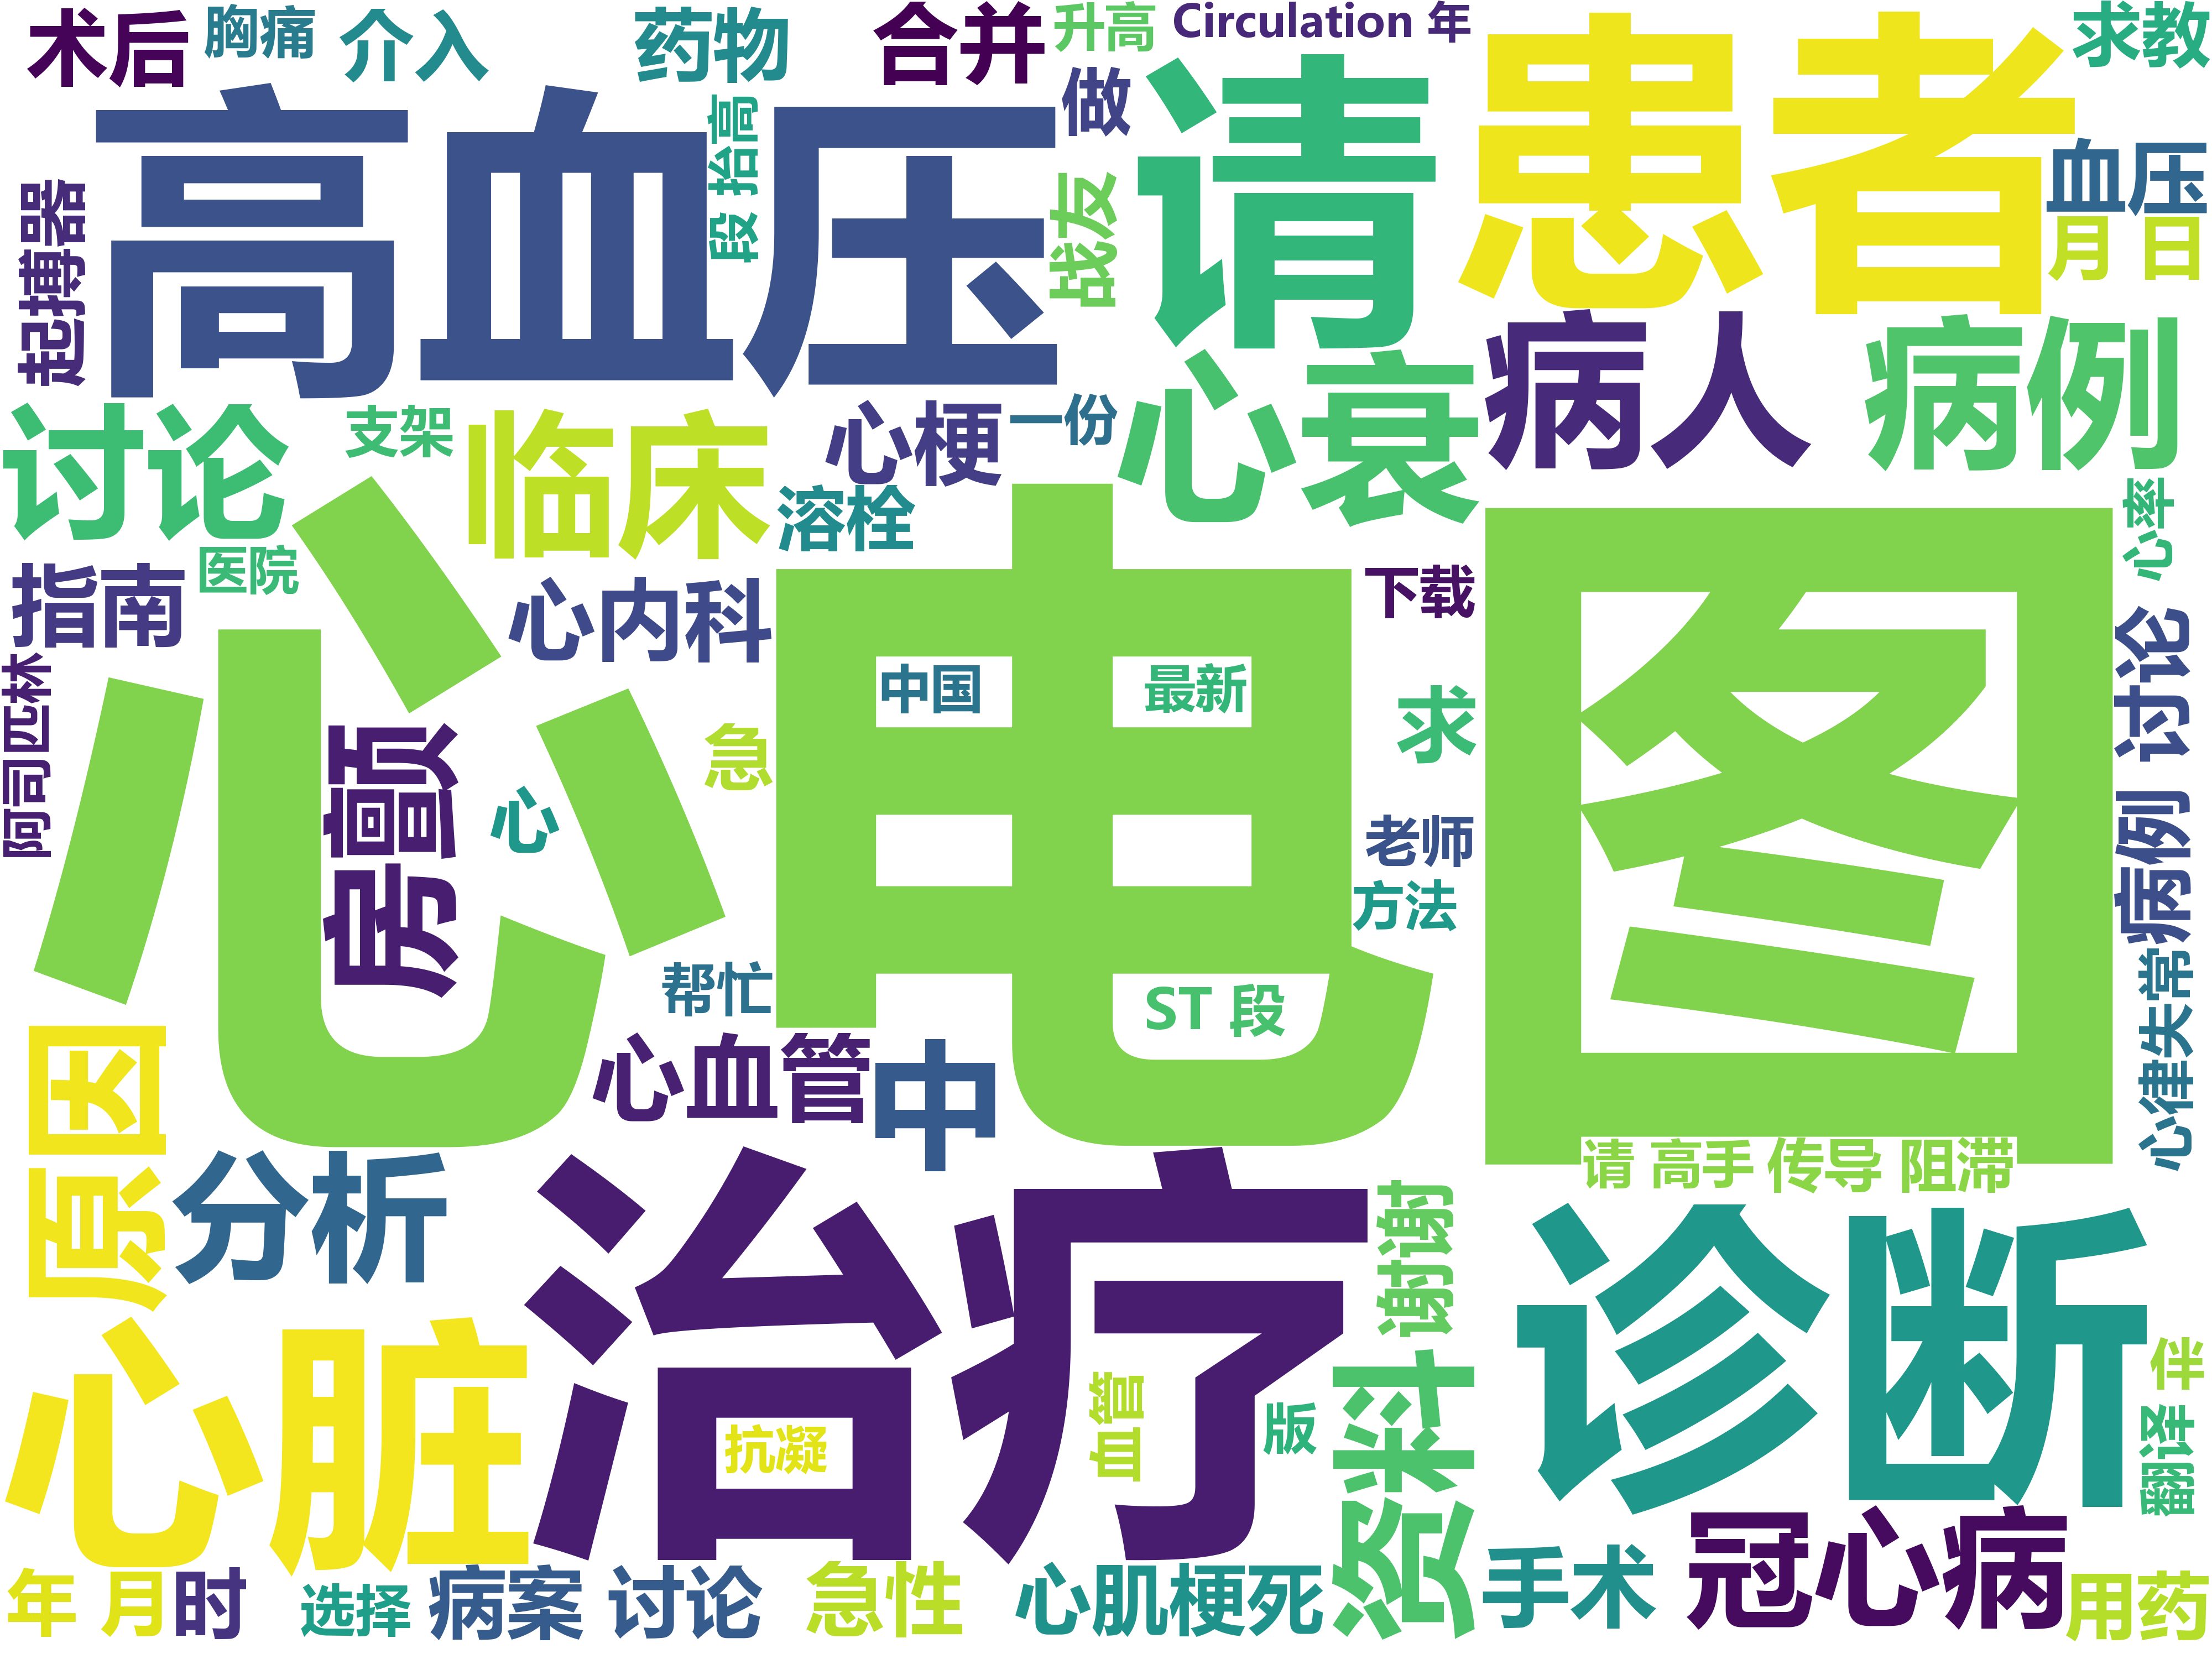 术后
胸痛
介入
药物
合并
升高
Circulation 年
求教
高血压
请
患者
做
段抬高
战友
血压
月 日
起搏器
讨论
支架
临床
心梗
一份
心衰
病人
病例
溶栓
医院
指南
心内科
心电图
下载
心率
中国
最新
求
阿司匹林
房颤
心
急
老师
方法
病例 讨论
帮忙
ST 段
心律失常
心血管
中
原因
分析
请 高手
传导 阻滞
治疗
谢谢
诊断
心脏
抗凝
直播
版
资料
伴
选择
年 月
时
病案 讨论
急性
心肌梗死
手术
冠心病
用药